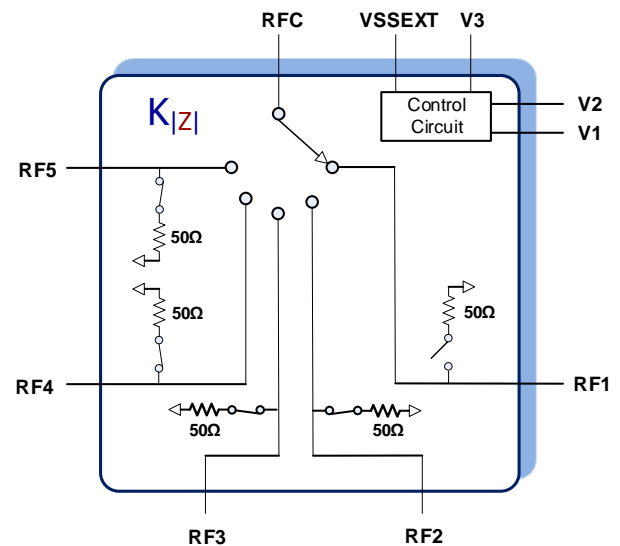 RFC VSSEXT V3
K|Z|
Control
Circuit
V2
V1
RF5
50Ω
50Ω
50Ω
RF4
RF1
50Ω
50Ω
RF3
RF2